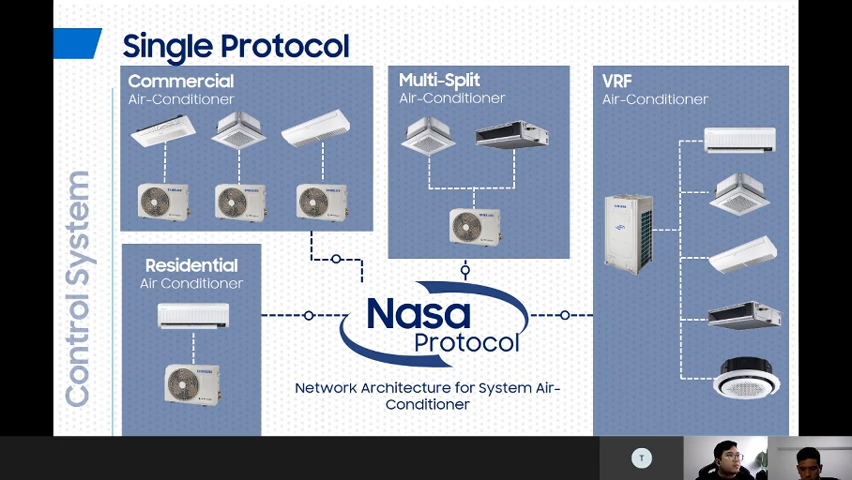 Single Protocol
Commercial
Air-Conditioner
Multi-Split
Air-Conditioner
VRF
Air-Conditioner
Control System
Residential
Air Conditioner
Nasa
Protocol
Network Architecture for System Air-
Conditioner
SAMSUNG
T